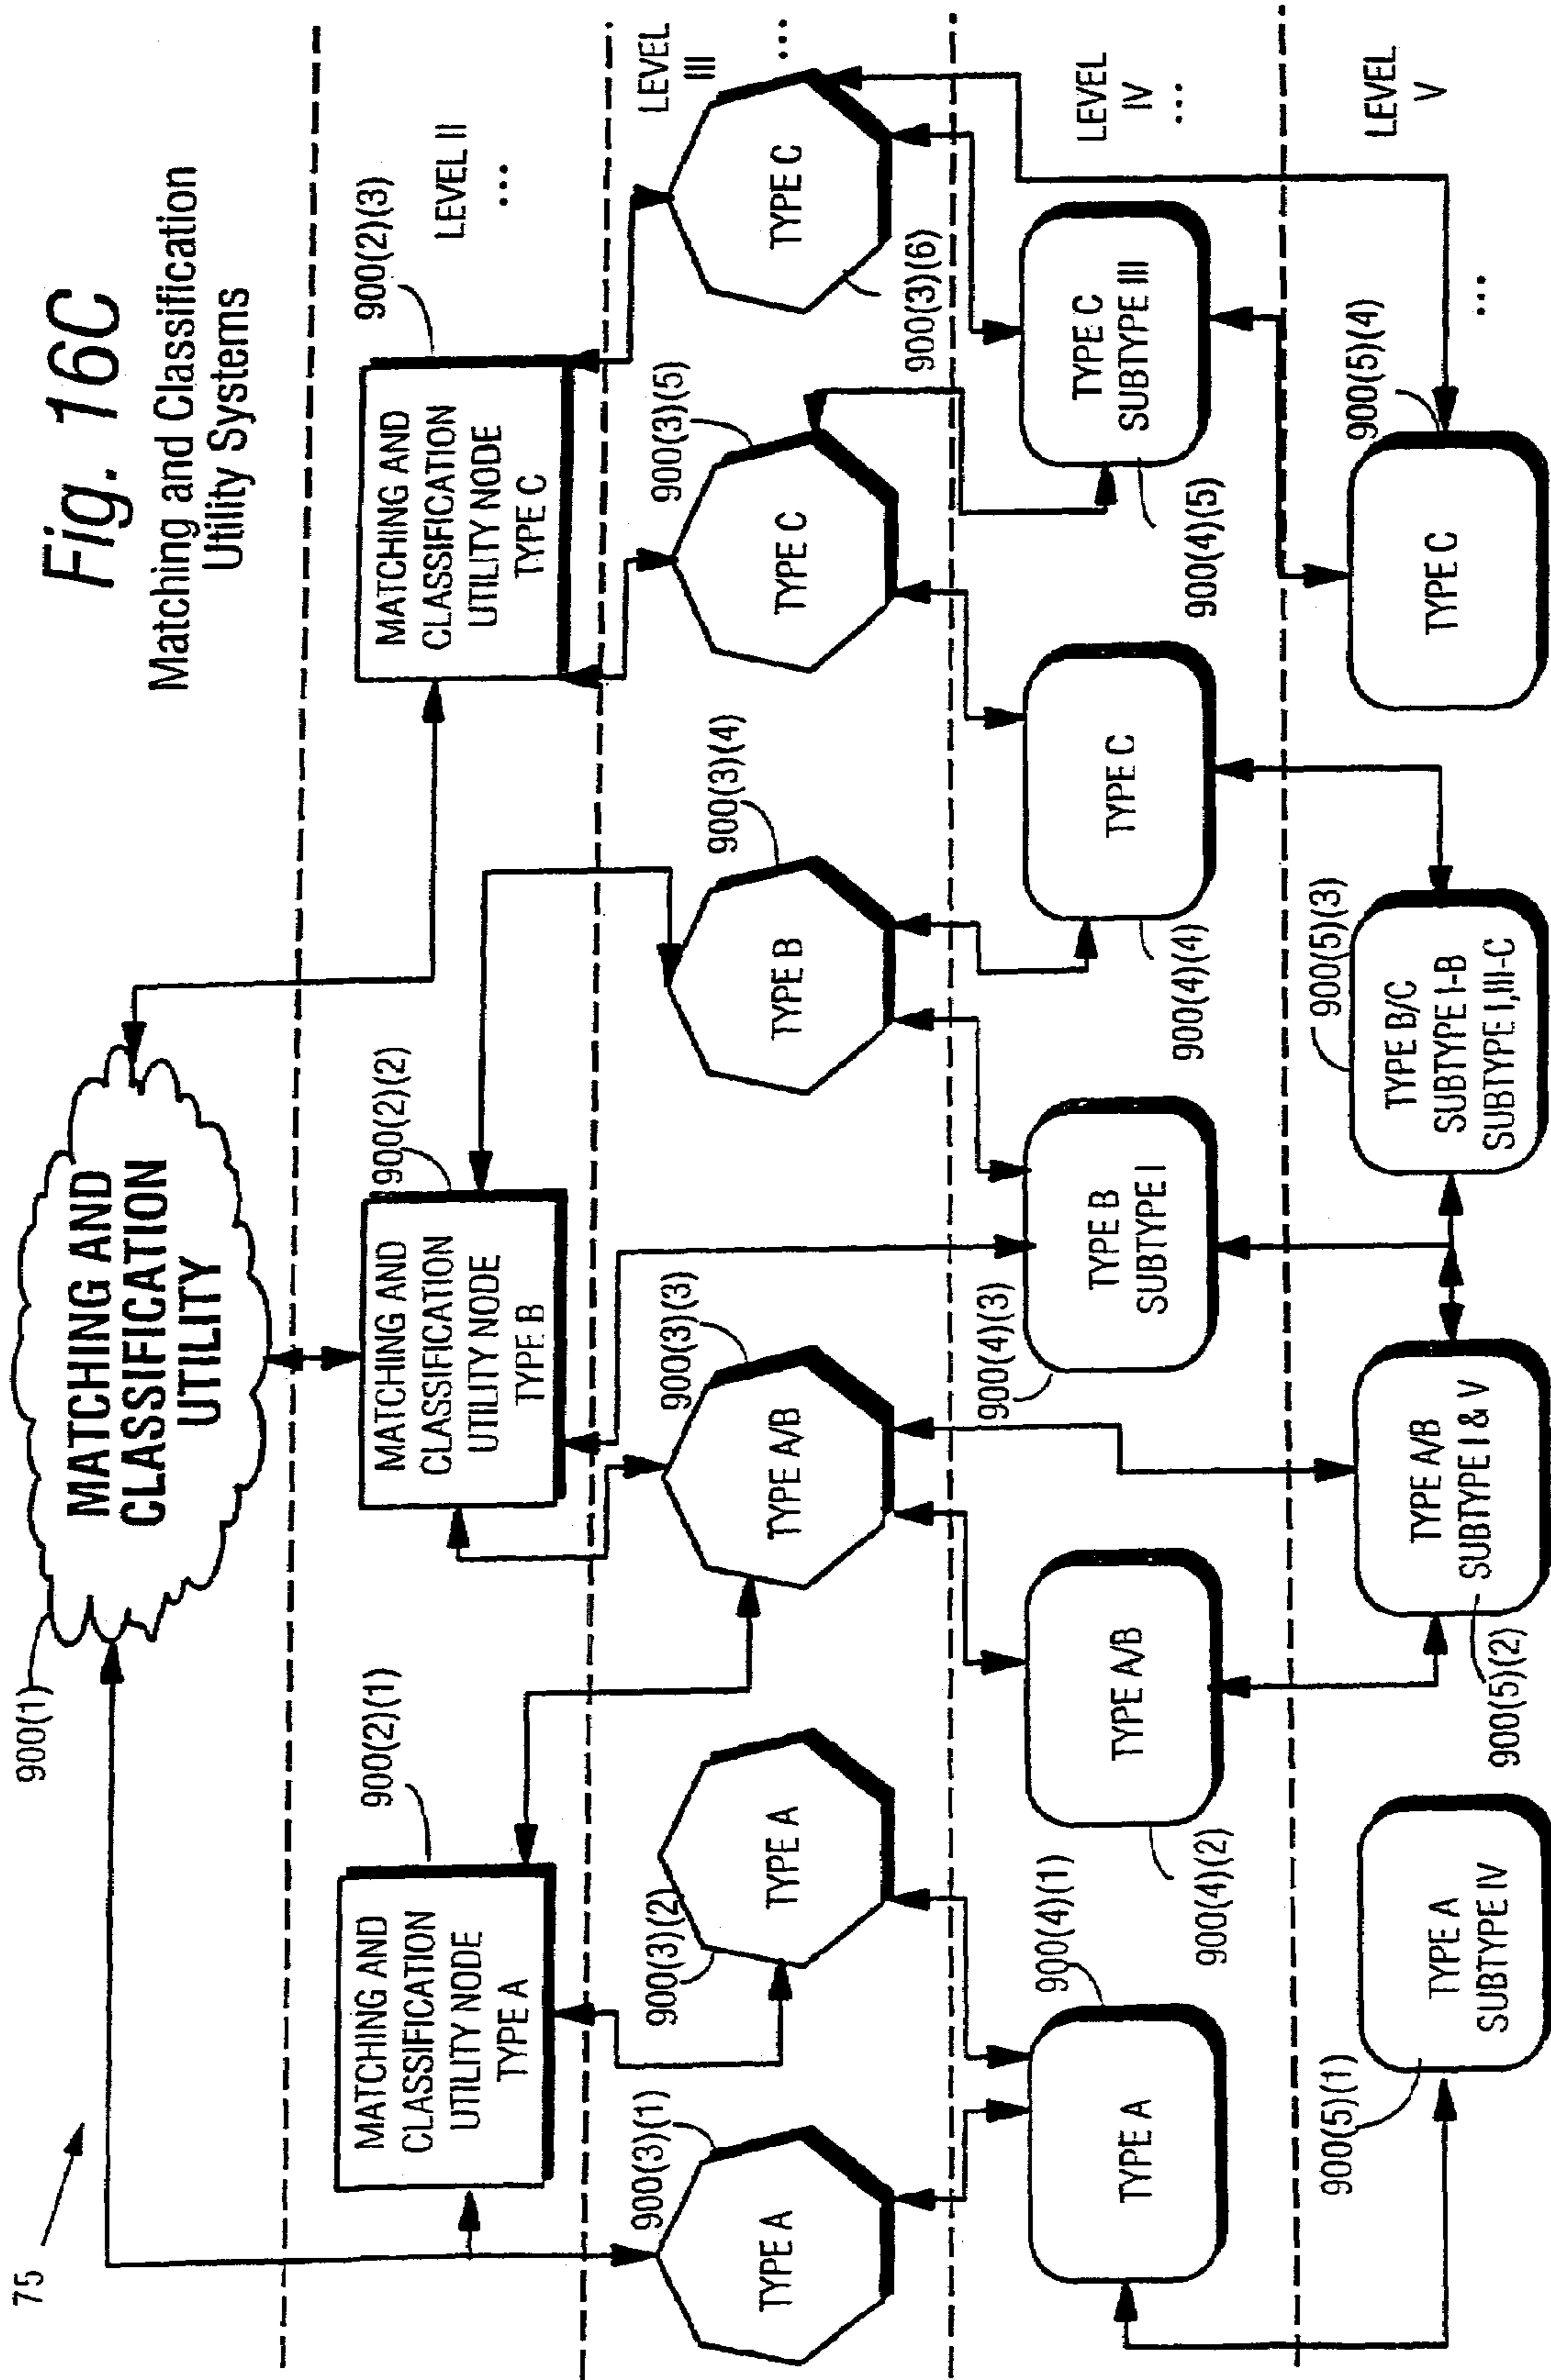 Fig. 16C
Matching and Classification
Utility Systems
75
900(1)
MATCHING AND
CLASSIFICATION
UTILITY
900(2)(1)
MATCHING AND
CLASSIFICATION
UTILITY NODE
TYPE A
900(2)(2)
MATCHING AND
CLASSIFICATION
UTILITY NODE
TYPE B
900(2)(3)
MATCHING AND
CLASSIFICATION
UTILITY NODE
TYPE C
LEVEL II
...
900(3)(1)
TYPE A
900(3)(2)
TYPE A
900(3)(3)
TYPE A/B
900(3)(4)
TYPE B
900(3)(5)
TYPE C
900(3)(6)
TYPE C
LEVEL
III
...
900(4)(1)
TYPE A
900(4)(2)
TYPE A/B
900(4)(3)
TYPE B
SUBTYPE I
900(4)(4)
TYPE C
900(4)(5)
TYPE C
SUBTYPE III
LEVEL
IV
...
900(5)(1)
TYPE A
SUBTYPE IV
900(5)(2)
TYPE A/B
SUBTYPE I & V
900(5)(3)
TYPE B/C
SUBTYPE I-B
SUBTYPE I,III-C
900(5)(4)
TYPE C
LEVEL
V
...